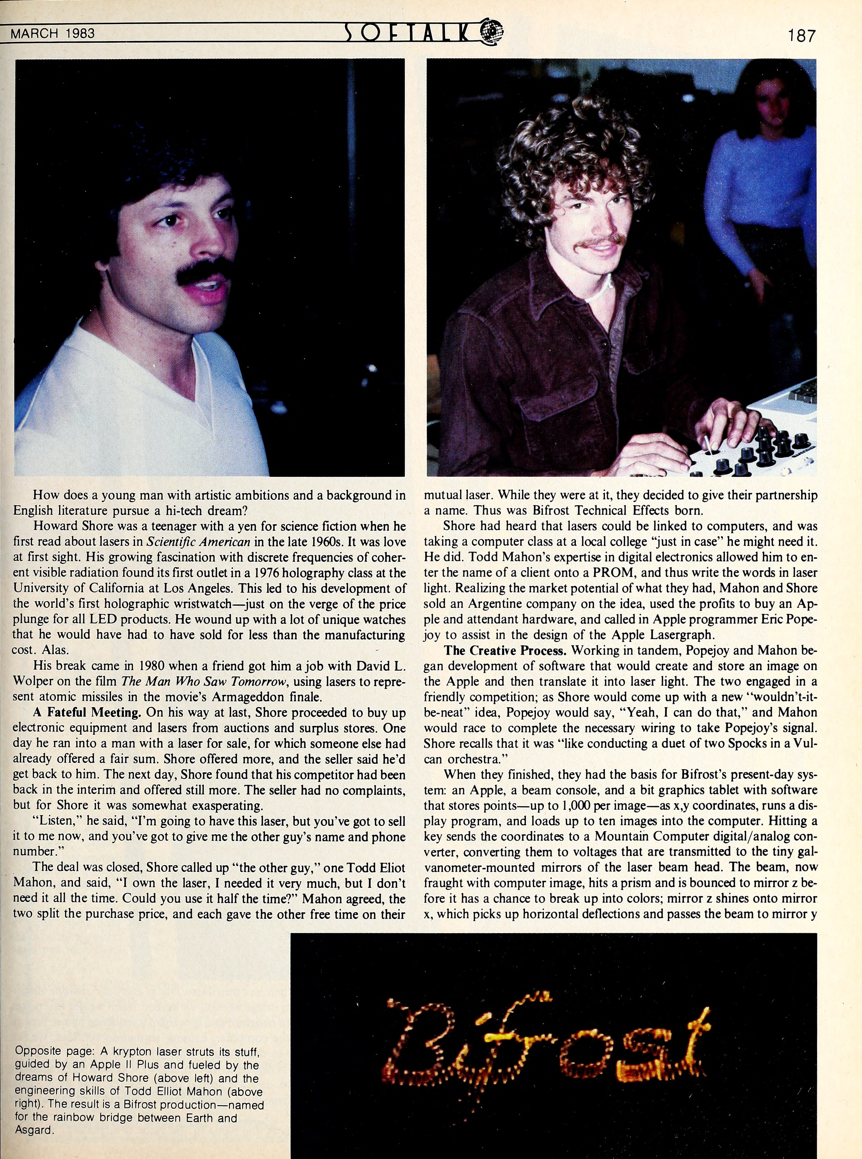 MARCH 1983
SOFTALK
187
How does a young man with artistic ambitions and a background in
English literature pursue a hi-tech dream?
Howard Shore was a teenager with a yen for science fiction when he
first read about lasers in Scientific American in the late 1960s. It was love
at first sight. His growing fascination with discrete frequencies of coher-
ent visible radiation found its first outlet in a 1976 holography class at the
University of California at Los Angeles. This led to his development of
the world's first holographic wristwatch—just on the verge of the price
plunge for all LED products. He wound up with a lot of unique watches
that he would have had to have sold for less than the manufacturing
cost. Alas.
His break came in 1980 when a friend got him a job with David L.
Wolper on the film The Man Who Saw Tomorrow, using lasers to repre-
sent atomic missiles in the movie's Armageddon finale.
A Fateful Meeting. On his way at last, Shore proceeded to buy up
electronic equipment and lasers from auctions and surplus stores. One
day he ran into a man with a laser for sale, for which someone else had
already offered a fair sum. Shore offered more, and the seller said he'd
get back to him. The next day, Shore found that his competitor had been
back in the interim and offered still more. The seller had no complaints,
but for Shore it was somewhat exasperating.
"Listen," he said, "I'm going to have this laser, but you've got to sell
it to me now, and you've got to give me the other guy's name and phone
number."
The deal was closed, Shore called up "the other guy," one Todd Eliot
Mahon, and said, "I own the laser, I needed it very much, but I don't
need it all the time. Could you use it half the time?" Mahon agreed, the
two split the purchase price, and each gave the other free time on their
mutual laser. While they were at it, they decided to give their partnership
a name. Thus was Bifrost Technical Effects born.
Shore had heard that lasers could be linked to computers, and was
taking a computer class at a local college "just in case" he might need it.
He did. Todd Mahon's expertise in digital electronics allowed him to en-
ter the name of a client onto a PROM, and thus write the words in laser
light. Realizing the market potential of what they had, Mahon and Shore
sold an Argentine company on the idea, used the profits to buy an Ap-
ple and attendant hardware, and called in Apple programmer Eric Pope-
joy to assist in the design of the Apple Lasergraph.
The Creative Process. Working in tandem, Popejoy and Mahon be-
gan development of software that would create and store an image on
the Apple and then translate it into laser light. The two engaged in a
friendly competition; as Shore would come up with a new "wouldn't-it-
be-neat" idea, Popejoy would say, "Yeah, I can do that," and Mahon
would race to complete the necessary wiring to take Popejoy's signal.
Shore recalls that it was "like conducting a duet of two Spocks in a Vul-
can orchestra."
When they finished, they had the basis for Bifrost's present-day sys-
tem: an Apple, a beam console, and a bit graphics tablet with software
that stores points—up to 1,000 per image—as x,y coordinates, runs a dis-
play program, and loads up to ten images into the computer. Hitting a
key sends the coordinates to a Mountain Computer digital/analog con-
verter, converting them to voltages that are transmitted to the tiny gal-
vanometer-mounted mirrors of the laser beam head. The beam, now
fraught with computer image, hits a prism and is bounced to mirror z be-
fore it has a chance to break up into colors; mirror z shines onto mirror
x, which picks up horizontal deflections and passes the beam to mirror y
Bifrost
Opposite page: A krypton laser struts its stuff,
guided by an Apple II Plus and fueled by the
dreams of Howard Shore (above left) and the
engineering skills of Todd Elliot Mahon (above
right). The result is a Bifrost production—named
for the rainbow bridge between Earth and
Asgard.